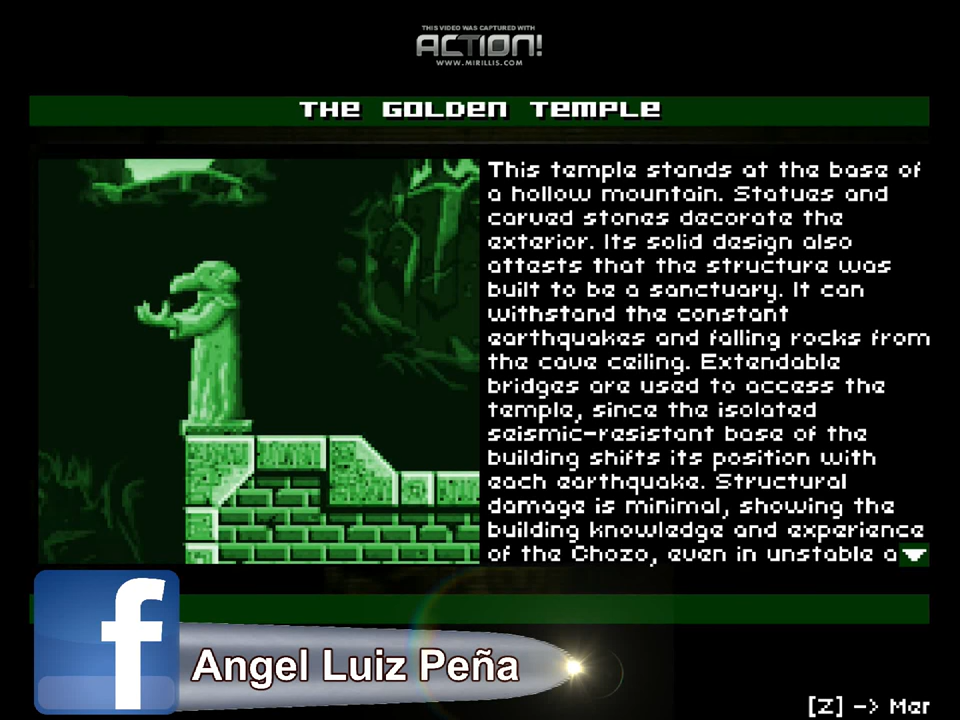 THIS VIDEO WAS CAPTURED WITH
ACTION!
WWW.MIRILLIS.COM
THE GOLDEN TEMPLE
This temple stands at the base of
a hollow mountain. Statues and
carved stones decorate the
exterior. Its solid design also
attests that the structure was
built to be a sanctuary. It can
withstand the constant
earthquakes and falling rocks from
the cave ceiling. Extendable
bridges are used to access the
temple, since the isolated
seismic-resistant base of the
building shifts its position with
each earthquake. Structural
damage is minimal, showing the
building knowledge and experience
of the Chozo, even in unstable a
f
Angel Luiz Peña
[Z] -> Mer